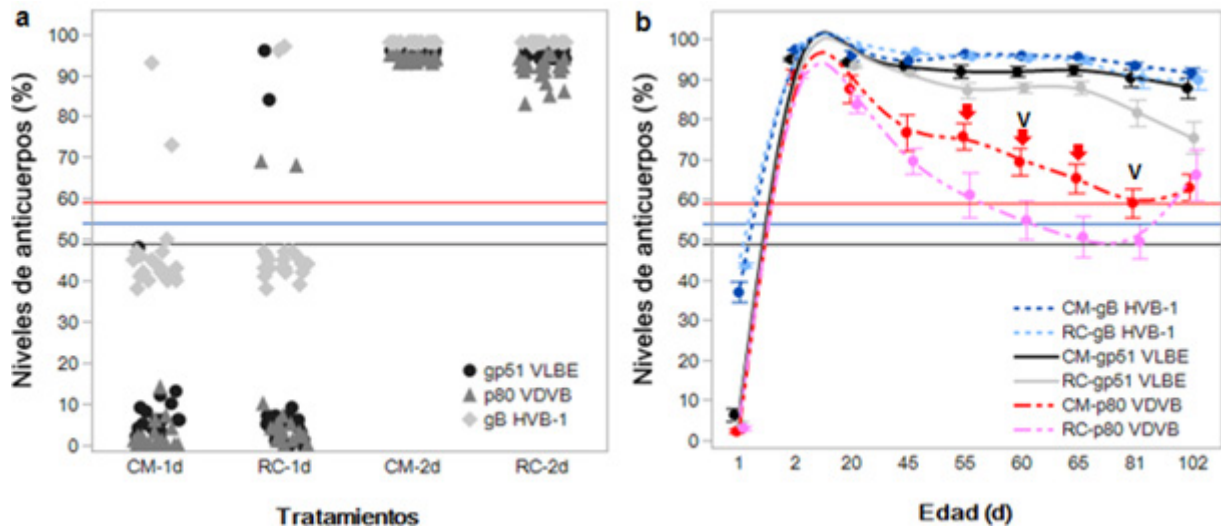 a
Niveles de anticuerpos (%)
100
90
80
70
60
50
40
30
20
10
0
gp51 VLBE
p80 VDVB
gB HVB-1
CM-1d RC-1d CM-2d RC-2d
Tratamientos
b
Niveles de anticuerpos (%)
100
90
80
70
60
50
40
30
20
10
0
V
V
CM-gB HVB-1
RC-gB HVB-1
CM-gp51 VLBE
RC-gp51 VLBE
CM-p80 VDVB
RC-p80 VDVB
1 2 20 45 55 60 65 81 102
Edad (d)